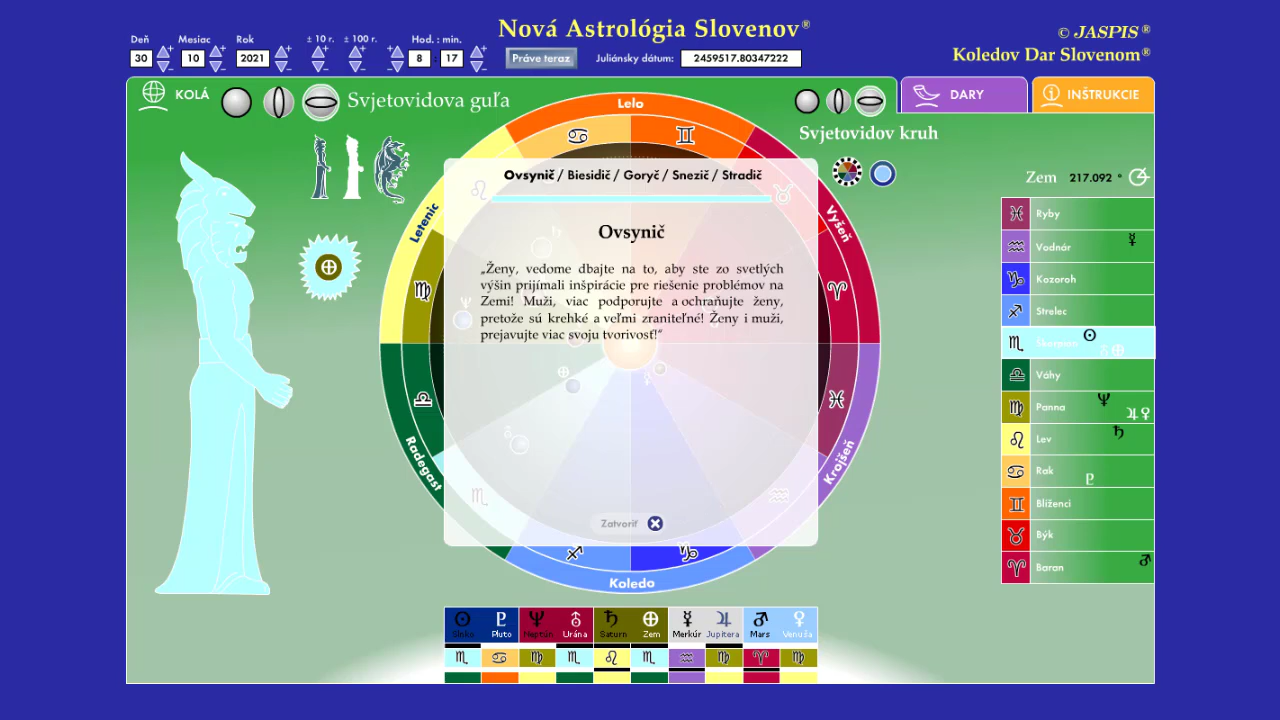 Nová Astrológia Slovenov®
© JASPIS ®
Koledov Dar Slovenom®
Deň Mesiac Rok ± 10 r. ± 100 r. Hod. : min.
30 10 2021 8 : 17 Práve teraz Juliánsky dátum: 2459517.80347222
KOLÁ Svjetovidova guľa DARY INŠTRUKCIE
Lelo
Svjetovidov kruh
Ovsynič / Biesidič / Goryč / Snezič / Stradič
Zem 217.092 °
Letenic
Vyšeň
Ovsynič
„Ženy, vedome dbajte na to, aby ste zo svetlých
výšin prijímali inšpirácie pre riešenie problémov na
Zemi! Muži, viac podporujte a ochraňujte ženy,
pretože sú krehké a veľmi zraniteľné! Ženy i muži,
prejavujte viac svoju tvorivosť!“
Ryby
Vodnár
Kozoroh
Strelec
Škorpión
Váhy
Panna
Lev
Rak
Blíženci
Býk
Baran
Radegast
Krojšeň
Zatvoriť
Koledo
Slnko Pluto Neptún Urána Saturn Zem Merkúr Jupitera Mars Venuša